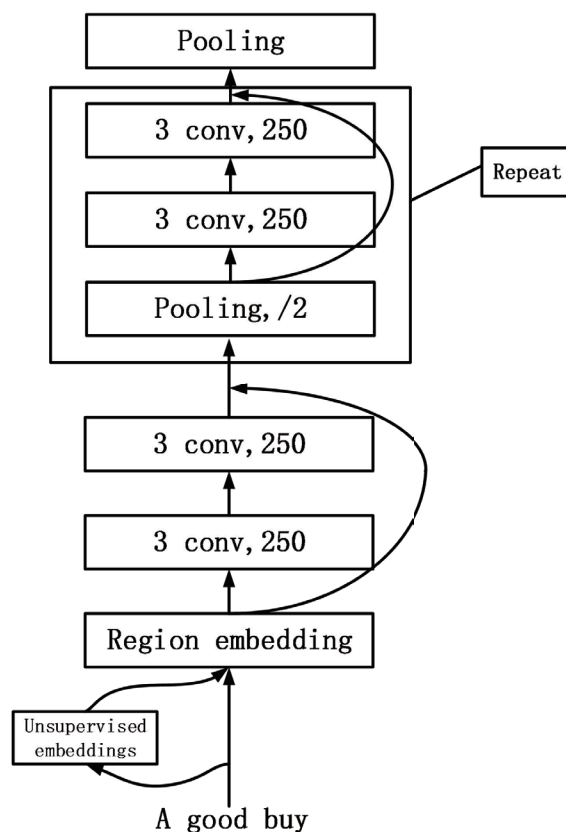 Pooling
3 conv,250
3 conv,250
Repeat
Pooling,/2
3 conv,250
3 conv,250
Region embedding
Unsupervised
embeddings
A good buy